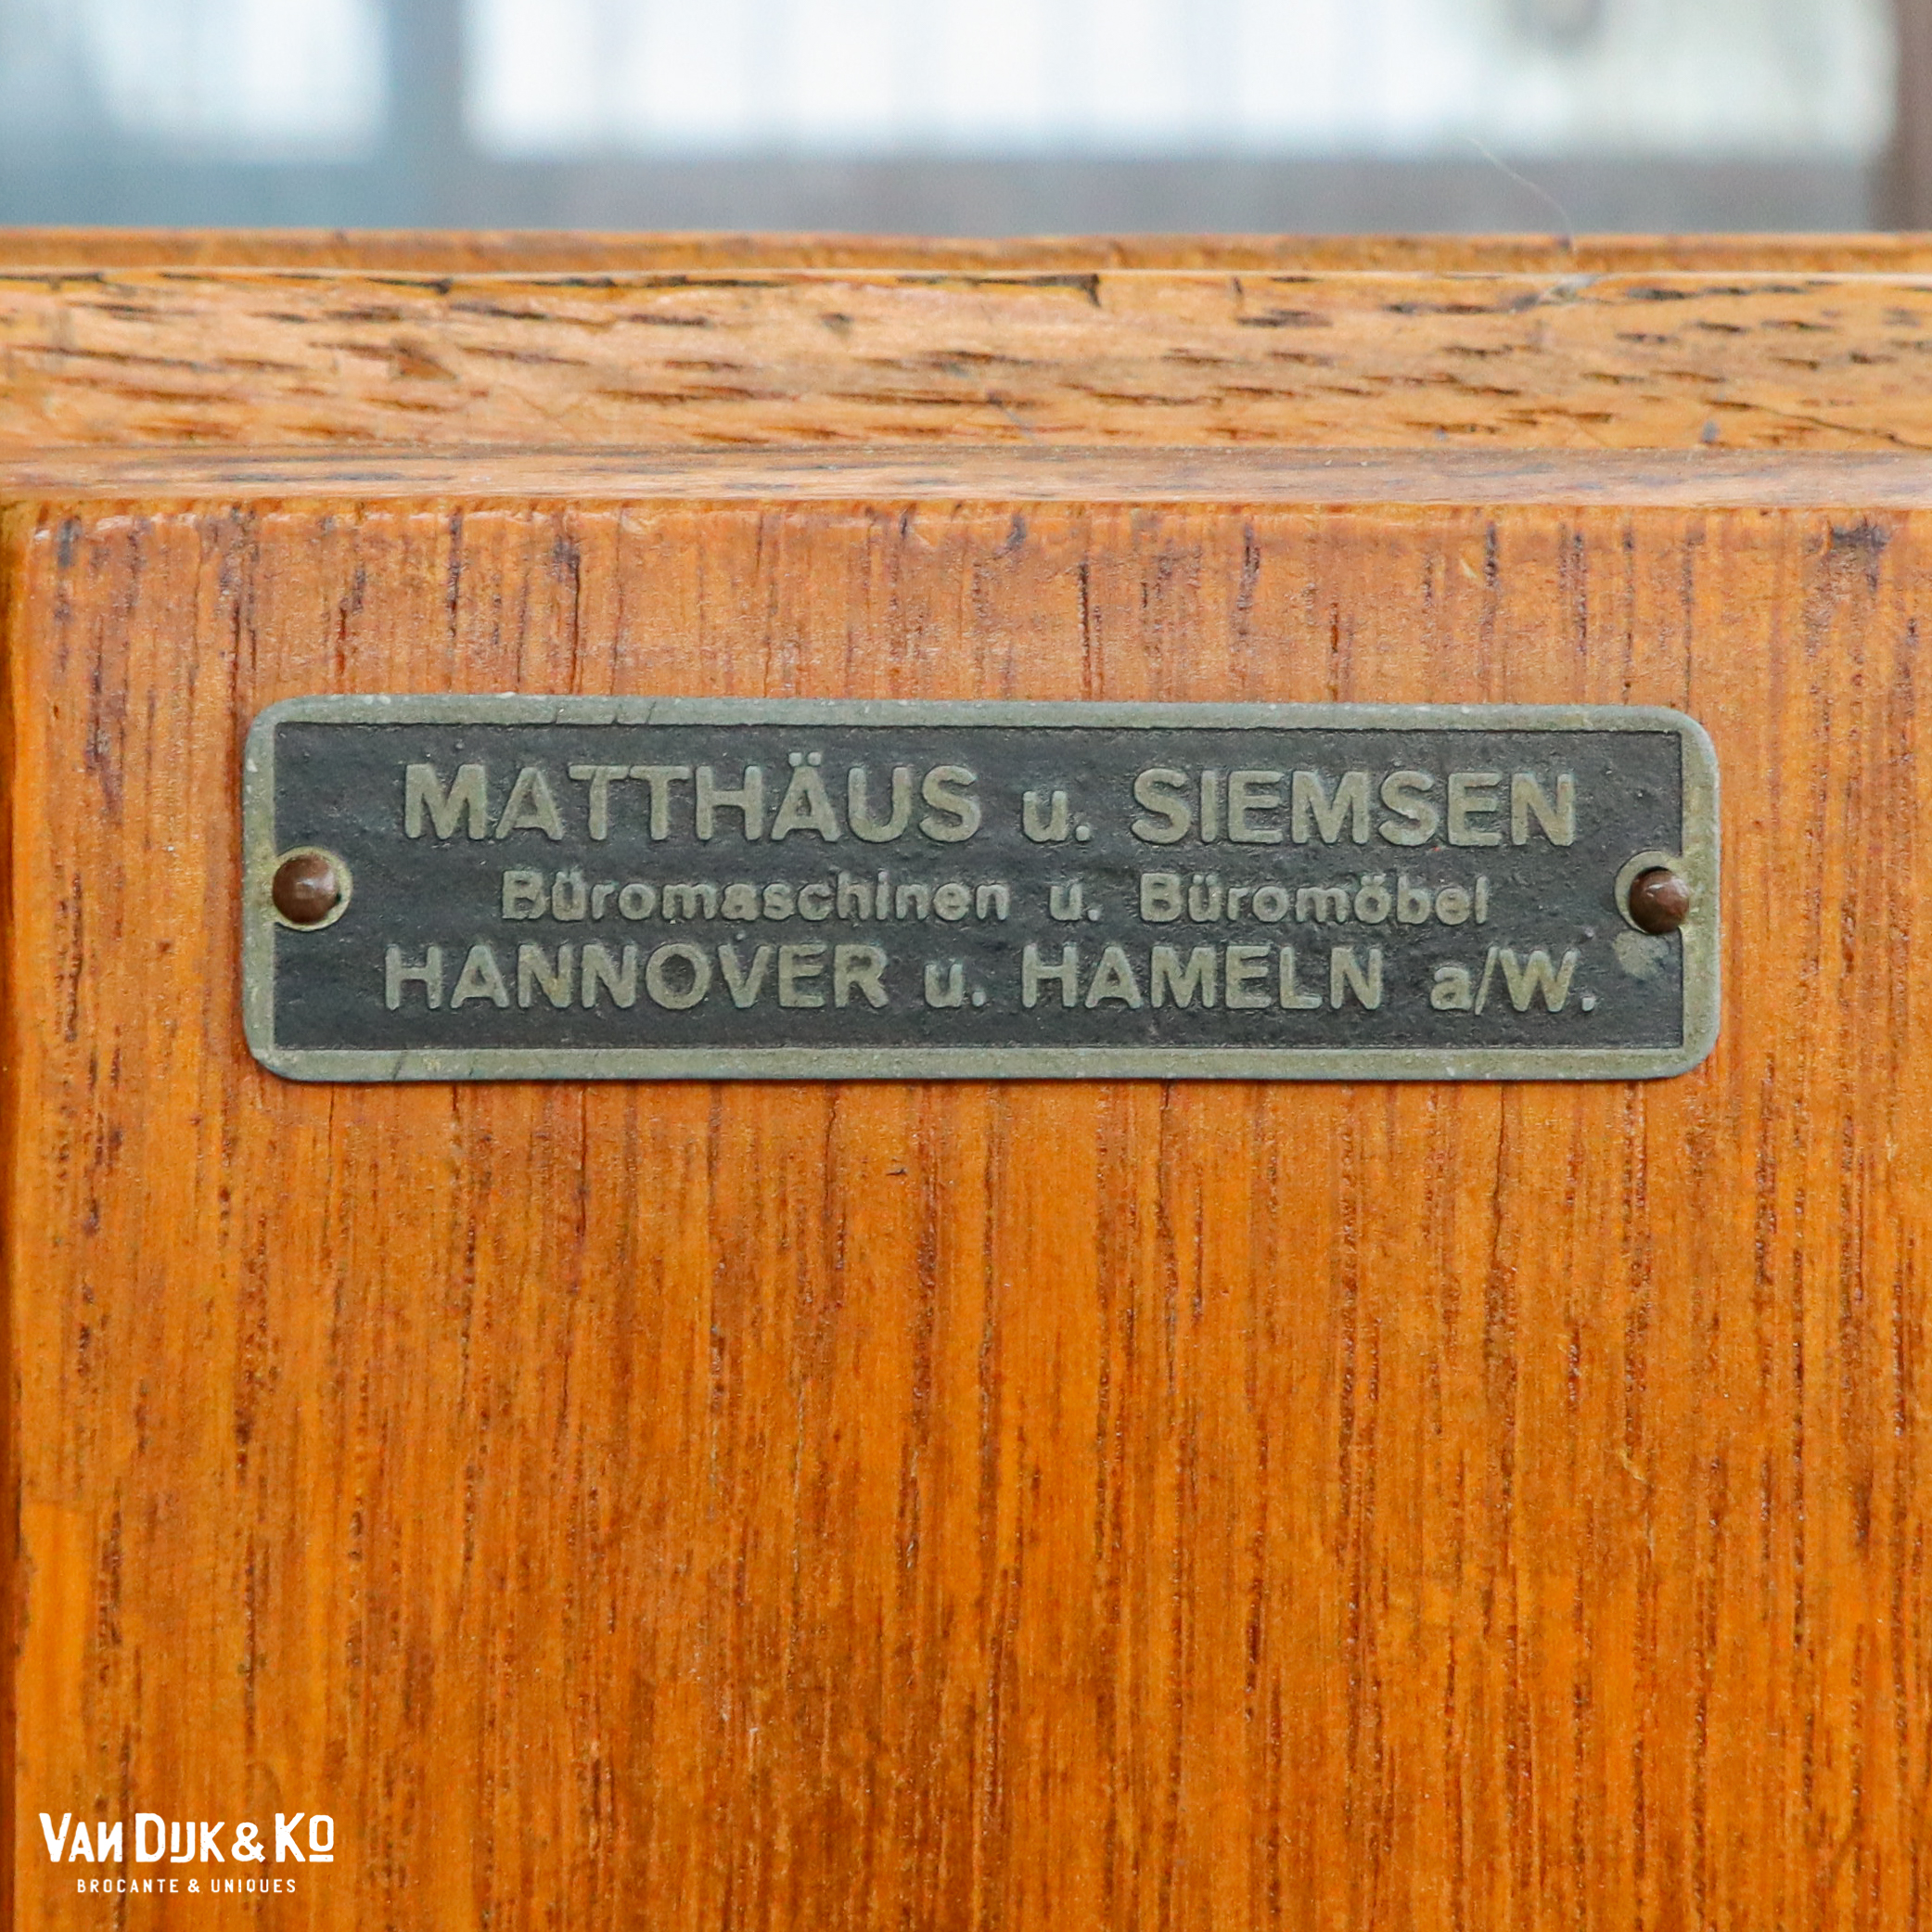 MATTHÄUS u. SIEMSEN
Büromaschinen u. Büromöbel
HANNOVER u. HAMELN a/W.
VAN DIJK & KO
BROCANTE & UNIQUES